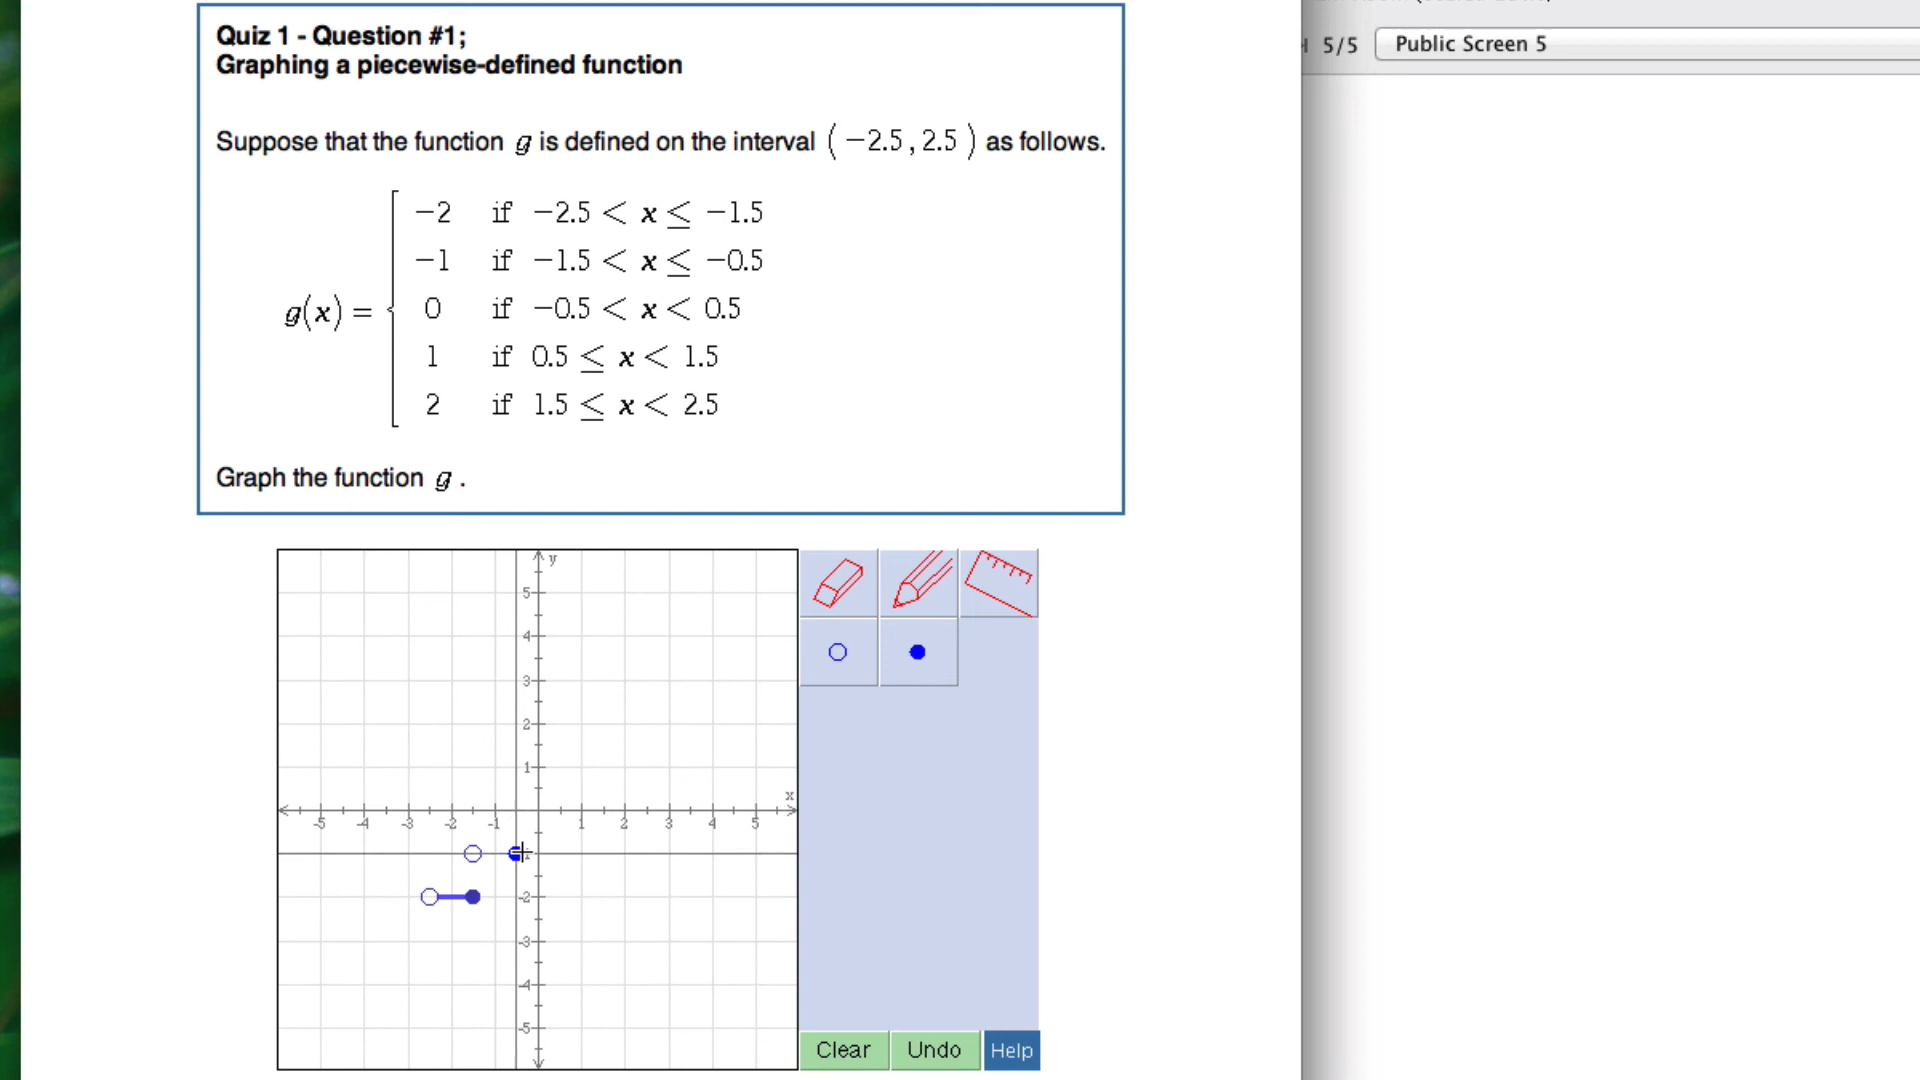 5/5 Public Screen 5
Quiz 1 - Question #1;
Graphing a piecewise-defined function
Suppose that the function g is defined on the interval (−2.5, 2.5) as follows.
−2 if −2.5 < x ≤ −1.5
−1 if −1.5 < x ≤ −0.5
g(x) = 0 if −0.5 < x < 0.5
1 if 0.5 ≤ x < 1.5
2 if 1.5 ≤ x < 2.5
Graph the function g .
y
5
4
3
2
1
x
-5 -4 -3 -2 -1 1 2 3 4 5
-2
-3
-4
-5
Clear Undo Help